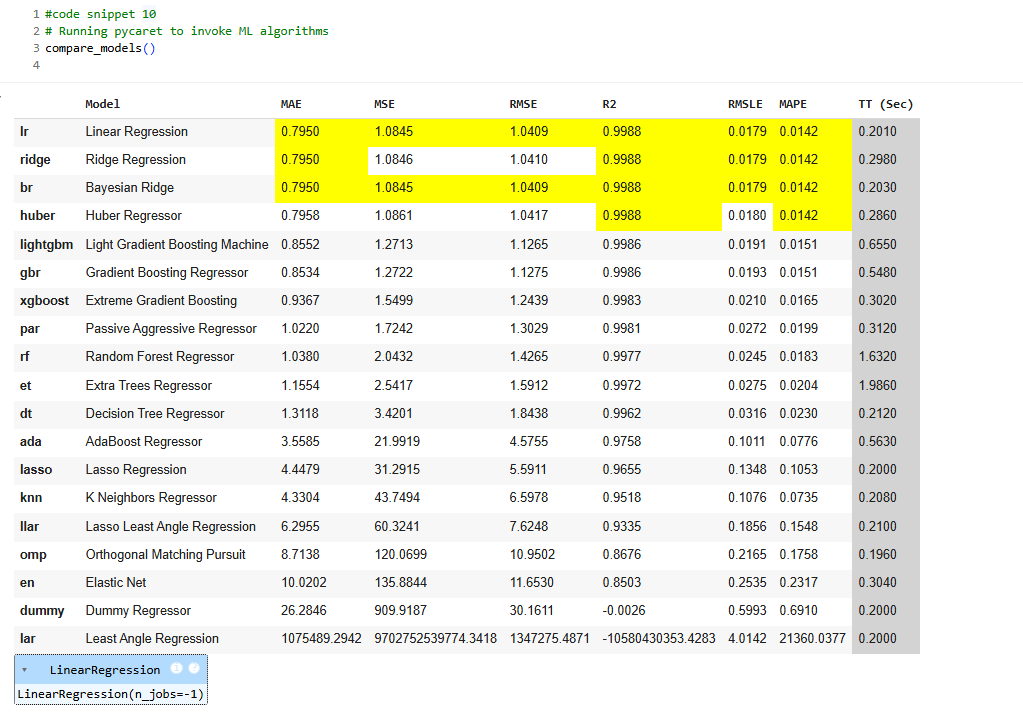 1 #code snippet 10
2 # Running pycaret to invoke ML algorithms
3 compare_models()
4
Model MAE MSE RMSE R2 RMSLE MAPE TT (Sec)
lr Linear Regression 0.7950 1.0845 1.0409 0.9988 0.0179 0.0142 0.2010
ridge Ridge Regression 0.7950 1.0846 1.0410 0.9988 0.0179 0.0142 0.2980
br Bayesian Ridge 0.7950 1.0845 1.0409 0.9988 0.0179 0.0142 0.2030
huber Huber Regressor 0.7958 1.0861 1.0417 0.9988 0.0180 0.0142 0.2860
lightgbm Light Gradient Boosting Machine 0.8552 1.2713 1.1265 0.9986 0.0191 0.0151 0.6550
gbr Gradient Boosting Regressor 0.8534 1.2722 1.1275 0.9986 0.0193 0.0151 0.5480
xgboost Extreme Gradient Boosting 0.9367 1.5499 1.2439 0.9983 0.0210 0.0165 0.3020
par Passive Aggressive Regressor 1.0220 1.7242 1.3029 0.9981 0.0272 0.0199 0.3120
rf Random Forest Regressor 1.0380 2.0432 1.4265 0.9977 0.0245 0.0183 1.6320
et Extra Trees Regressor 1.1554 2.5417 1.5912 0.9972 0.0275 0.0204 1.9860
dt Decision Tree Regressor 1.3118 3.4201 1.8438 0.9962 0.0316 0.0230 0.2120
ada AdaBoost Regressor 3.5585 21.9919 4.5755 0.9758 0.1011 0.0776 0.5630
lasso Lasso Regression 4.4479 31.2915 5.5911 0.9655 0.1348 0.1053 0.2000
knn K Neighbors Regressor 4.3304 43.7494 6.5978 0.9518 0.1076 0.0735 0.2080
llar Lasso Least Angle Regression 6.2955 60.3241 7.6248 0.9335 0.1856 0.1548 0.2100
omp Orthogonal Matching Pursuit 8.7138 120.0699 10.9502 0.8676 0.2165 0.1758 0.1960
en Elastic Net 10.0202 135.8844 11.6530 0.8503 0.2535 0.2317 0.3040
dummy Dummy Regressor 26.2846 909.9187 30.1611 -0.0026 0.5993 0.6910 0.2000
lar Least Angle Regression 1075489.2942 9702752539774.3418 1347275.4871 -10580430353.4283 4.0142 21360.0377 0.2000
LinearRegression
LinearRegression(n_jobs=-1)